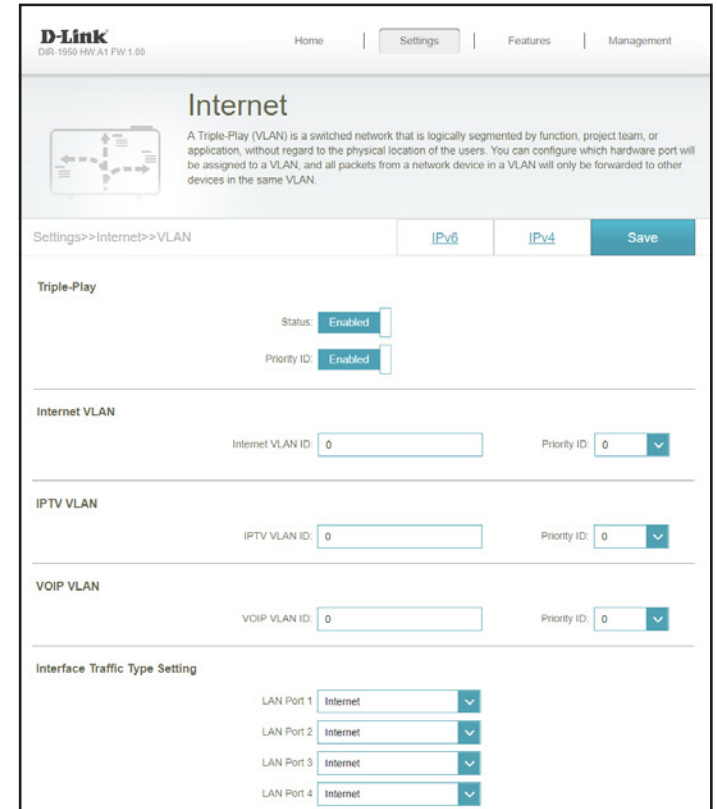 D-Link
DIR-1950 HW:A1 FW:1.00
Home | Settings | Features | Management
Internet
A Triple-Play (VLAN) is a switched network that is logically segmented by function, project team, or
application, without regard to the physical location of the users. You can configure which hardware port will
be assigned to a VLAN, and all packets from a network device in a VLAN will only be forwarded to other
devices in the same VLAN.
Settings>>Internet>>VLAN IPv6 IPv4 Save
Triple-Play
Status: Enabled
Priority ID: Enabled
Internet VLAN
Internet VLAN ID: 0 Priority ID: 0
IPTV VLAN
IPTV VLAN ID: 0 Priority ID: 0
VOIP VLAN
VOIP VLAN ID: 0 Priority ID: 0
Interface Traffic Type Setting
LAN Port 1 Internet
LAN Port 2 Internet
LAN Port 3 Internet
LAN Port 4 Internet